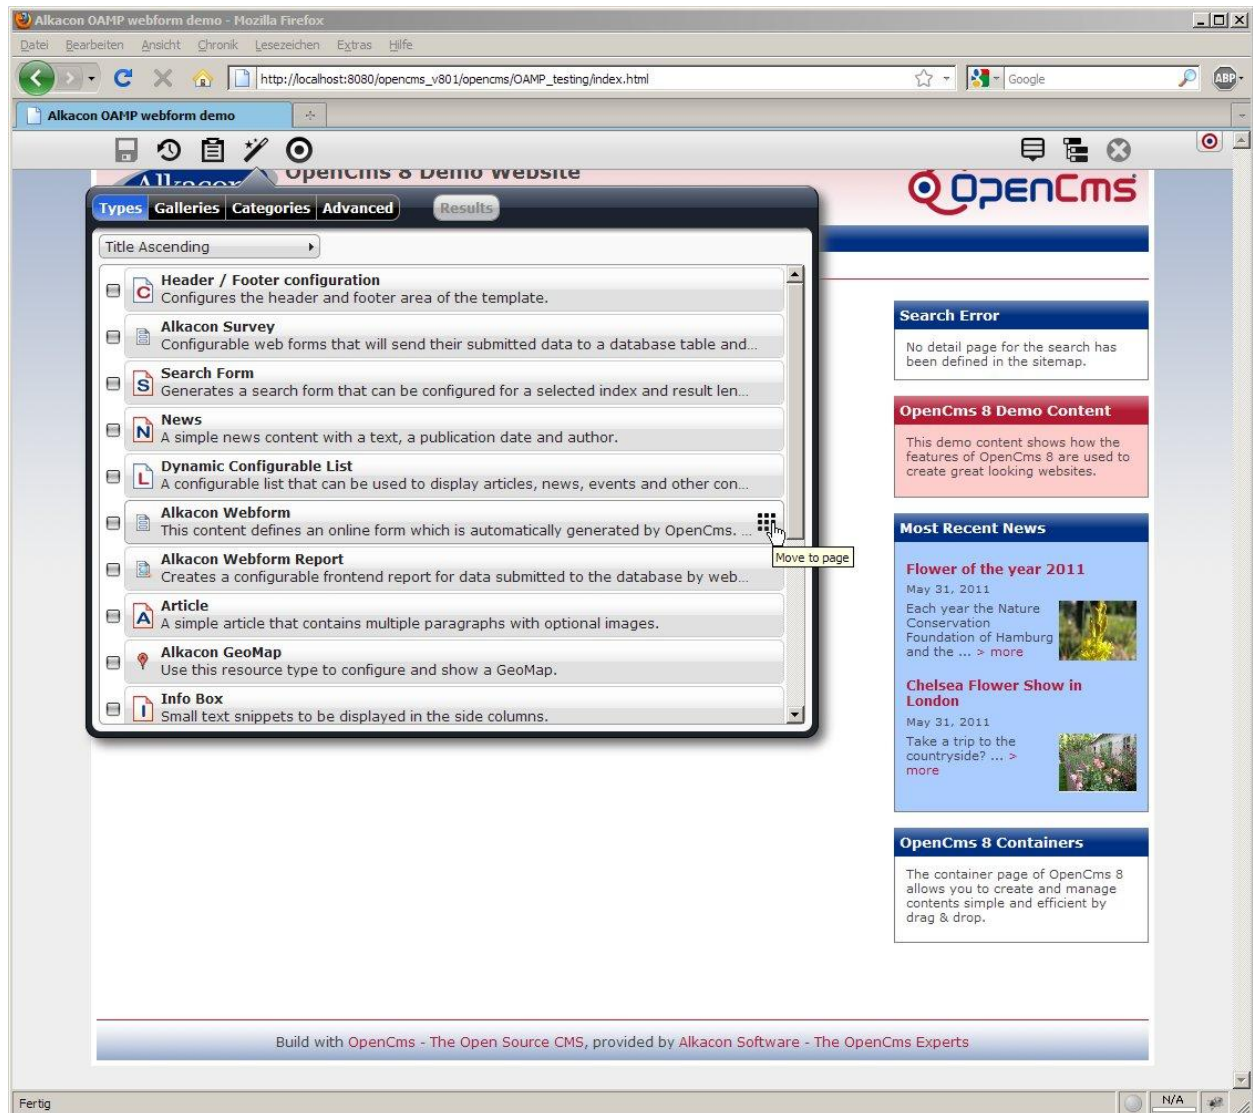 Alkacon OAMP webform demo - Mozilla Firefox
Datei Bearbeiten Ansicht Chronik Lesezeichen Extras Hilfe
http://localhost:8080/opencms_v801/opencms/OAMP_testing/index.html
Google
ABP
Alkacon OAMP webform demo
Alkacon
OpenCms 8 Demo Website
OpenCms
Types Galleries Categories Advanced Results
Title Ascending
Header / Footer configuration
C
Configures the header and footer area of the template.
Alkacon Survey
Configurable web forms that will send their submitted data to a database table and...
Search Form
S
Generates a search form that can be configured for a selected index and result len...
News
N
A simple news content with a text, a publication date and author.
Dynamic Configurable List
L
A configurable list that can be used to display articles, news, events and other con...
Alkacon Webform
This content defines an online form which is automatically generated by OpenCms. ...
Move to page
Alkacon Webform Report
Creates a configurable frontend report for data submitted to the database by web...
Article
A
A simple article that contains multiple paragraphs with optional images.
Alkacon GeoMap
Use this resource type to configure and show a GeoMap.
Info Box
I
Small text snippets to be displayed in the side columns.
Search Error
No detail page for the search has
been defined in the sitemap.
OpenCms 8 Demo Content
This demo content shows how the
features of OpenCms 8 are used to
create great looking websites.
Most Recent News
Flower of the year 2011
May 31, 2011
Each year the Nature
Conservation
Foundation of Hamburg
and the ... > more
Chelsea Flower Show in
London
May 31, 2011
Take a trip to the
countryside? ... >
more
OpenCms 8 Containers
The container page of OpenCms 8
allows you to create and manage
contents simple and efficient by
drag & drop.
Build with OpenCms - The Open Source CMS, provided by Alkacon Software - The OpenCms Experts
Fertig
N/A